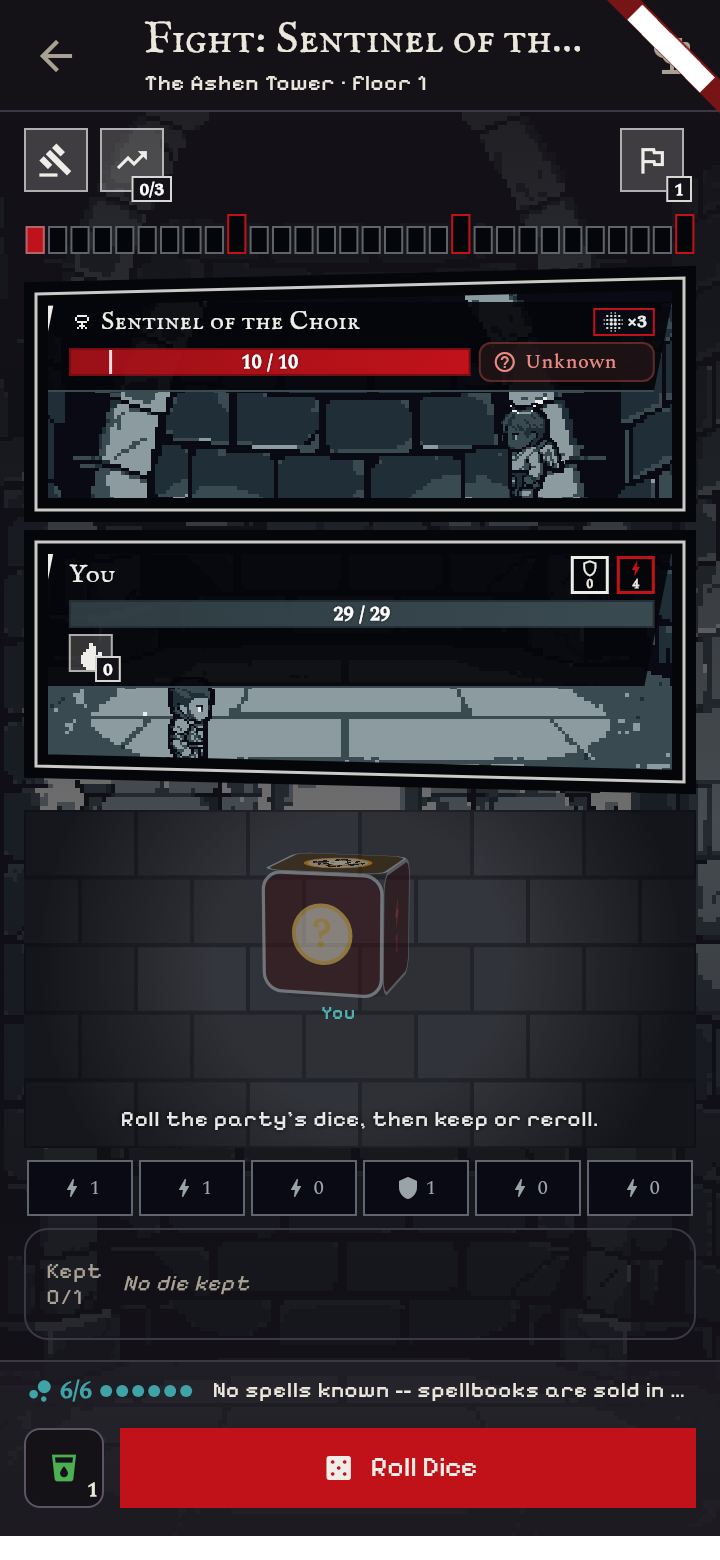 Fight: Sentinel of th...
The Ashen Tower · Floor 1
0/3
1
Sentinel of the Choir
×3
10 / 10
Unknown
You
0
4
29 / 29
0
?
You
Roll the party's dice, then keep or reroll.
1
1
0
1
0
0
Kept
0/1
No die kept
6/6
No spells known -- spellbooks are sold in ...
1
Roll Dice